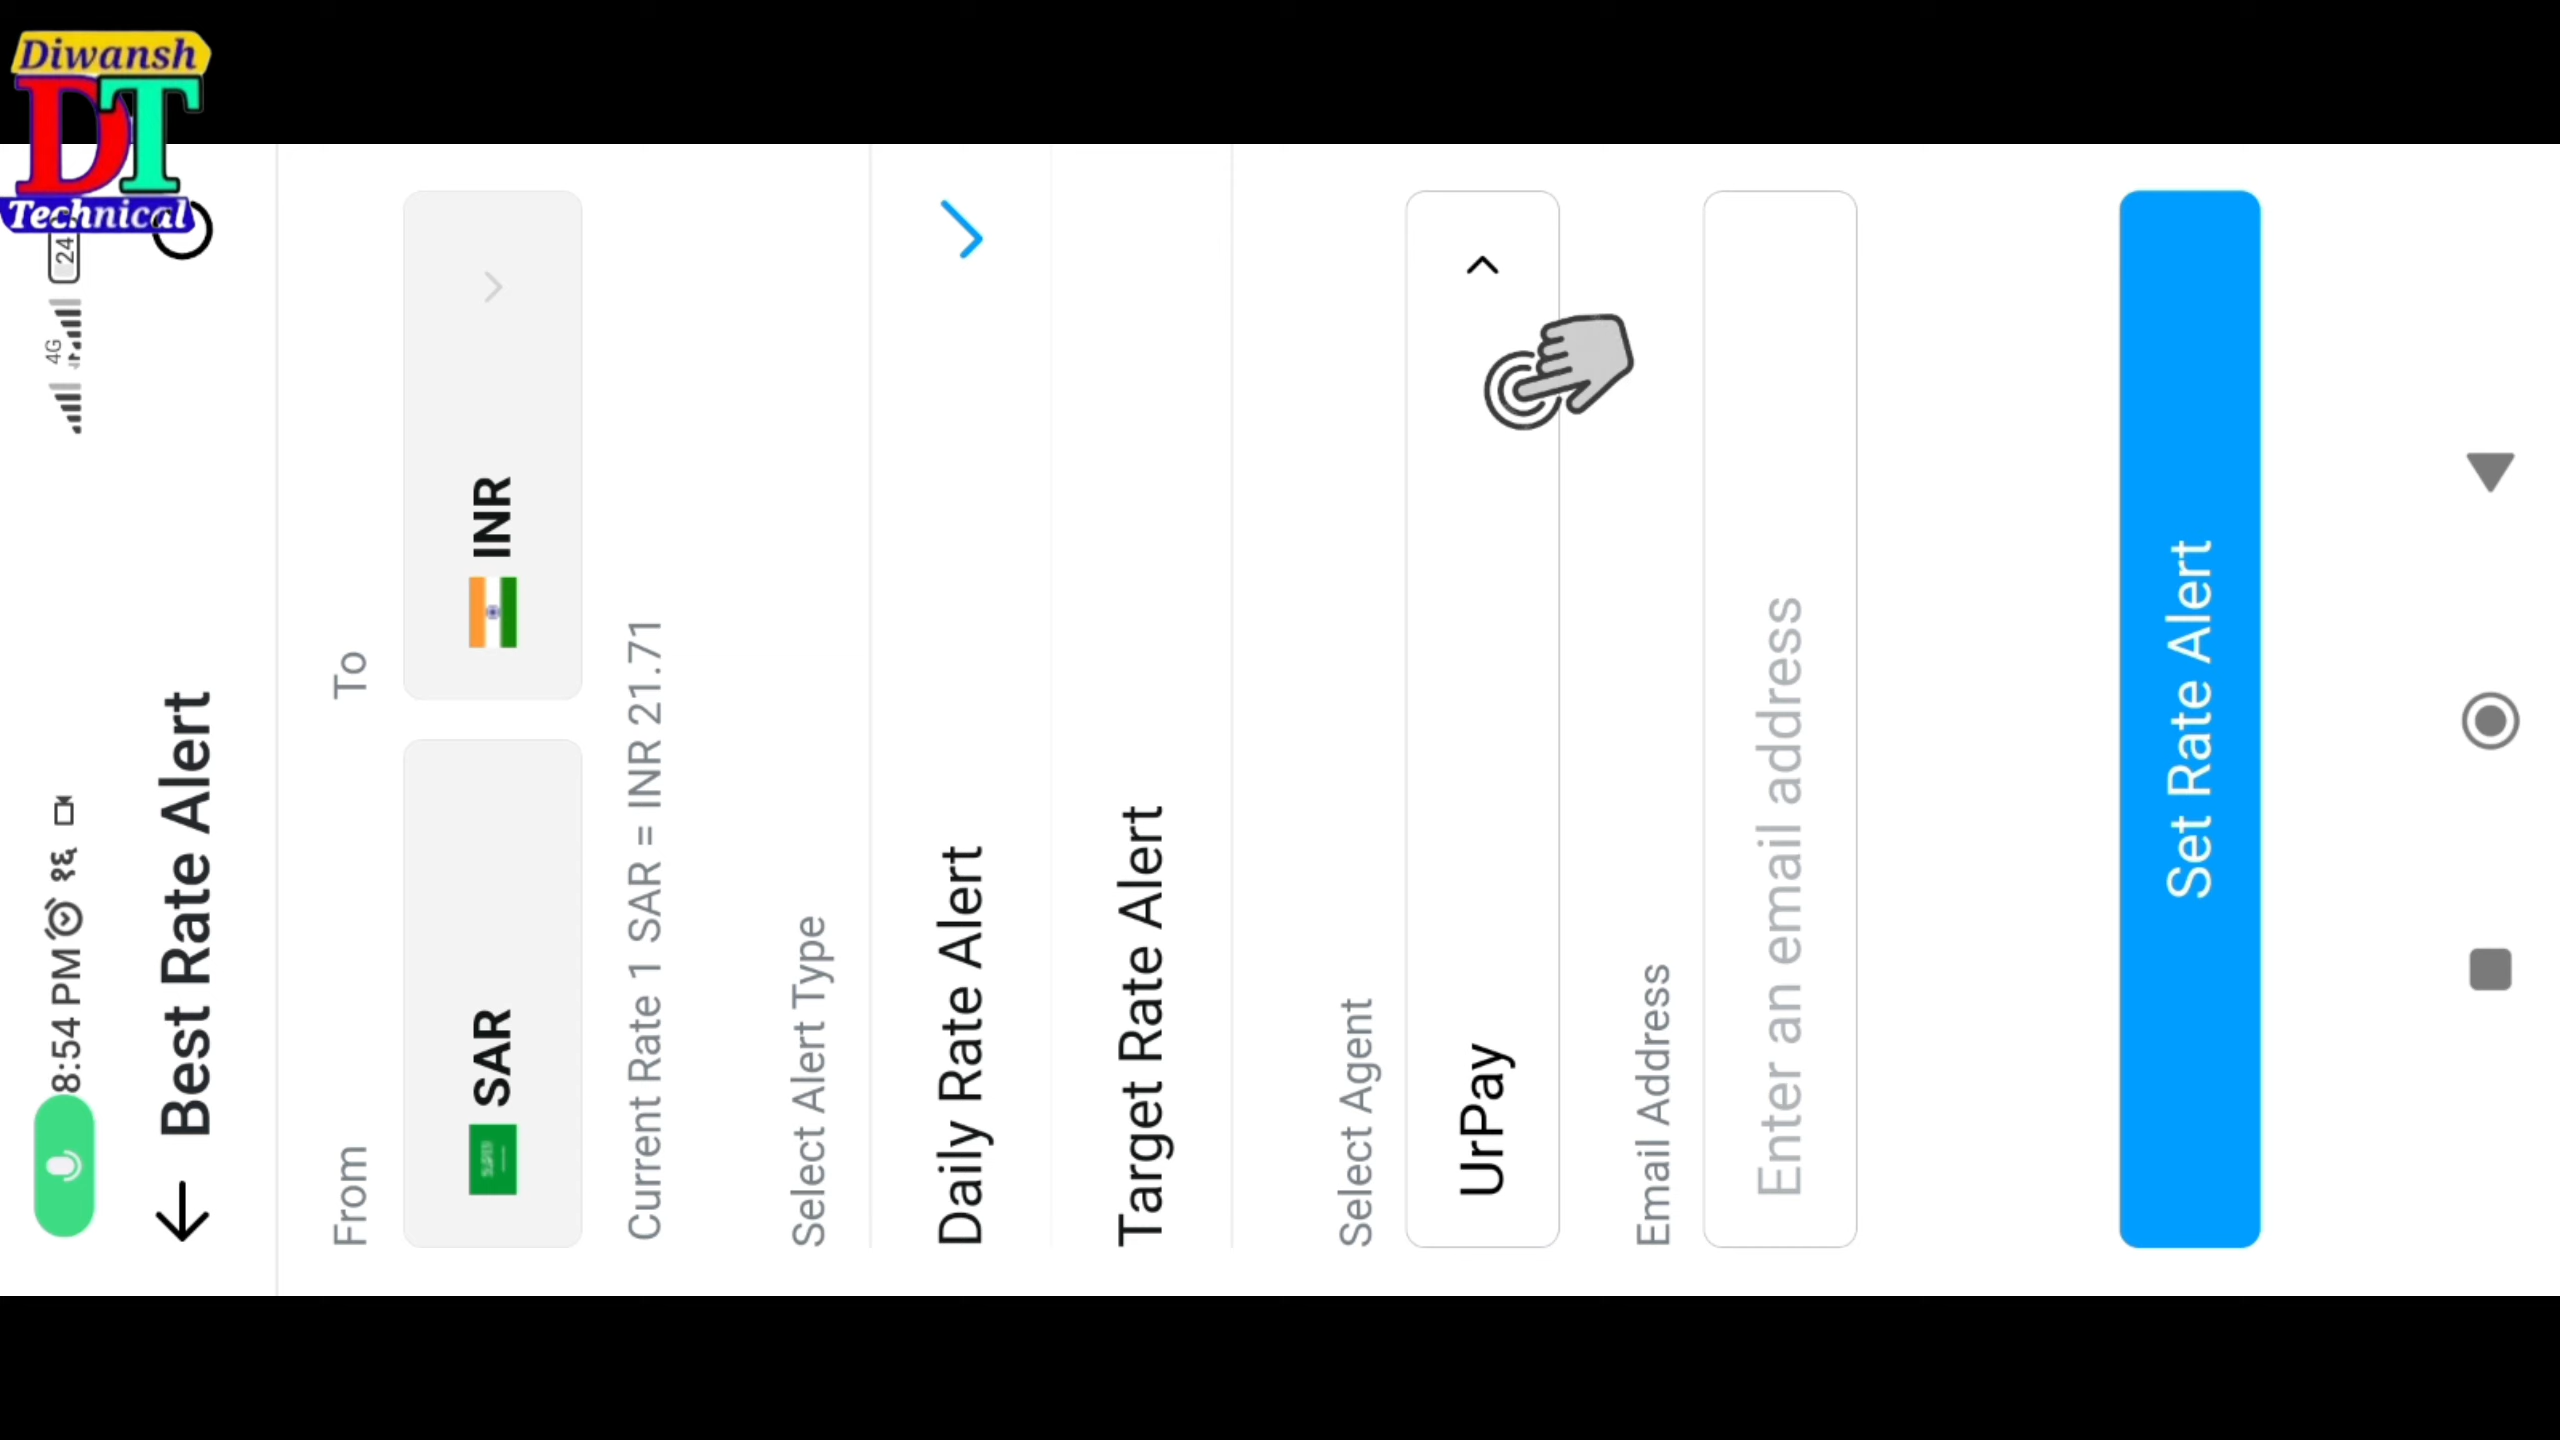 Diwansh
DT
Technical
8:54 PM
4G
24
Best Rate Alert
From
To
SAR
INR
Current Rate 1 SAR = INR 21.71
Select Alert Type
Daily Rate Alert
Target Rate Alert
Select Agent
UrPay
Email Address
Enter an email address
Set Rate Alert